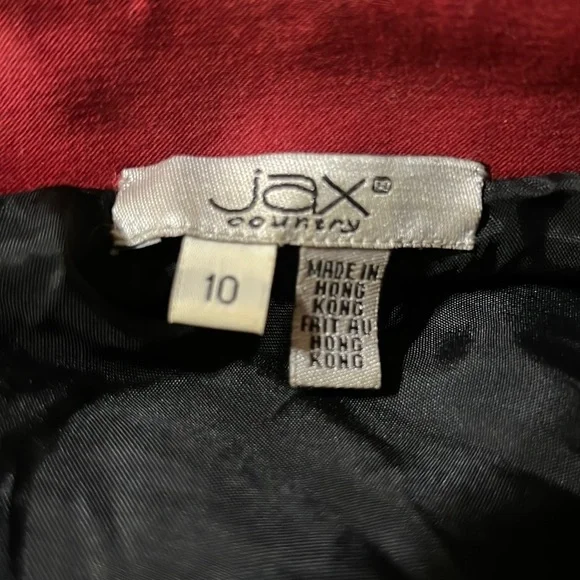 jax®
country
10
MADE IN
HONG
KONG
FAIT AU
HONG
KONG